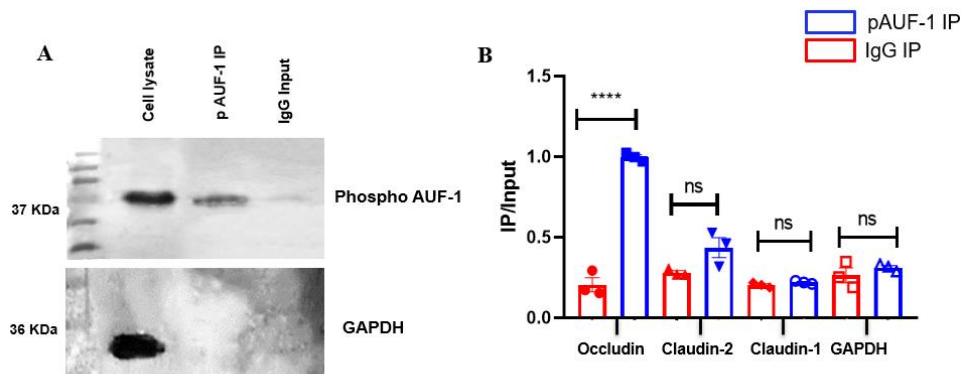 A
Cell lysate
p AUF-1 IP
IgG Input
37 KDa
Phospho AUF-1
36 KDa
GAPDH
pAUF-1 IP
IgG IP
B
IP/Input
1.5
1.0
0.5
0.0
****
ns
ns
ns
Occludin Claudin-2 Claudin-1 GAPDH